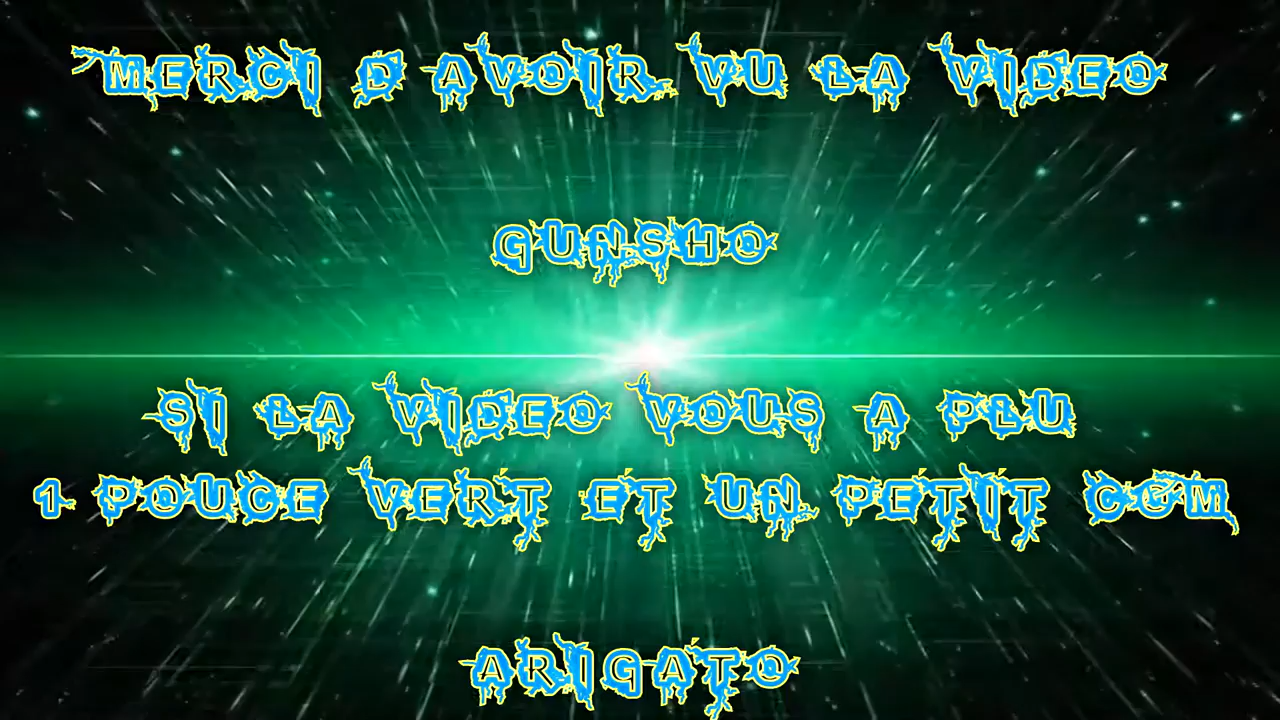 MERCI D AVOIR VU LA VIDEO
GUNSHO
SI LA VIDEO VOUS A PLU
1 POUCE VERT ET UN PETIT COM
ARIGATO